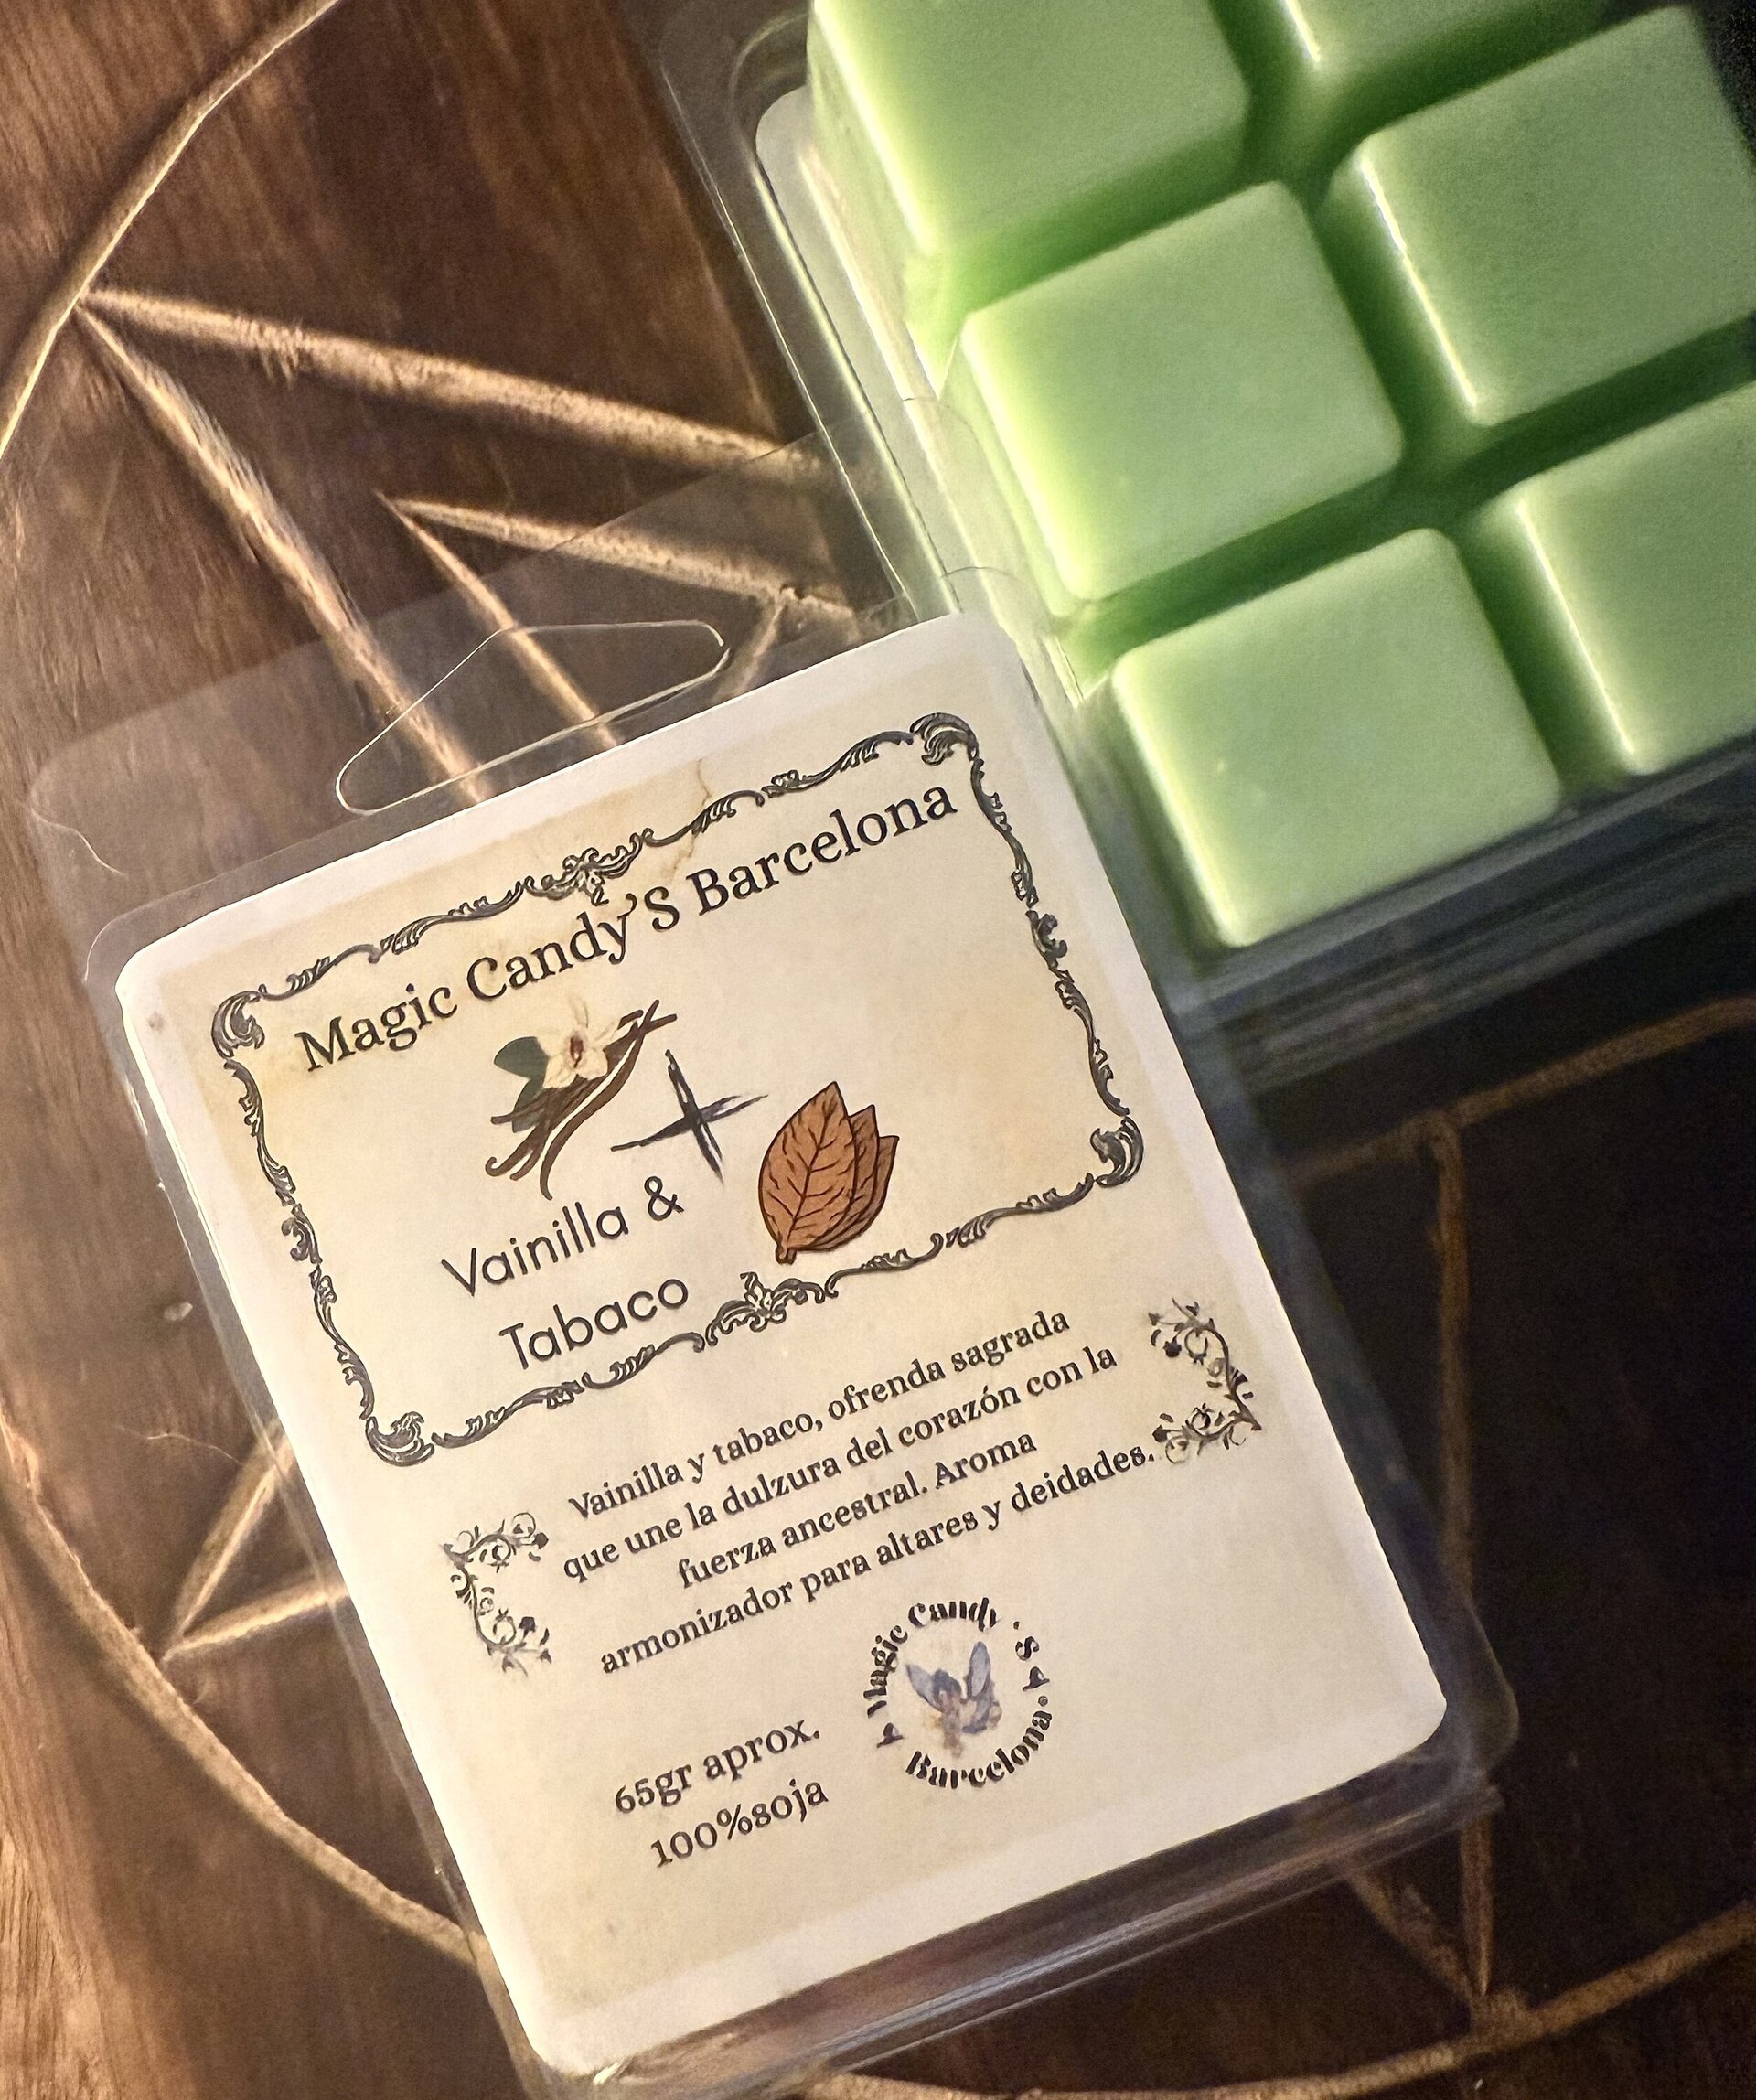 Magic Candy'S Barcelona
Vainilla &
Tabaco
Vainilla y tabaco, ofrenda sagrada
que une la dulzura del corazón con la
fuerza ancestral. Aroma
armonizador para altares y deidades.
65gr aprox.
100%soja
Magic Candy'S
Barcelona